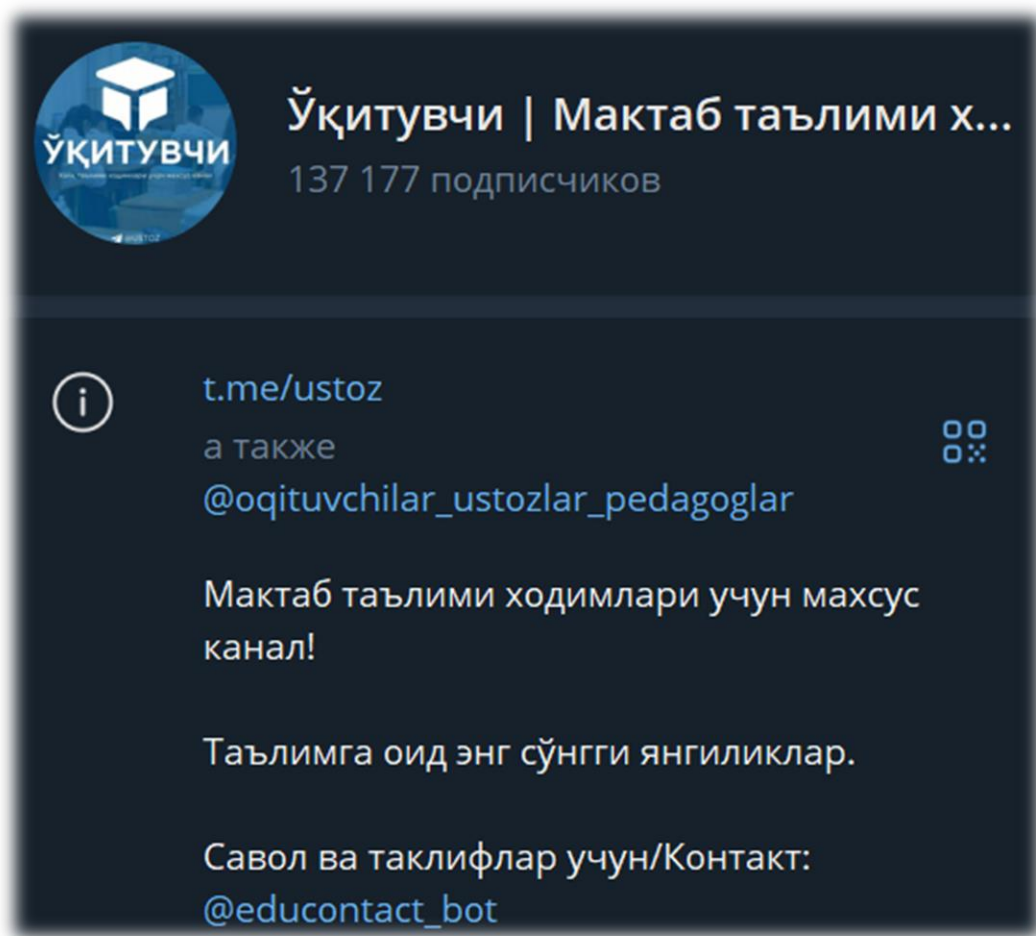 ЎҚИТУВЧИ
@USTOZ
Ўқитувчи | Мактаб таълими х...
137 177 подписчиков
t.me/ustoz
а также
@oqituvchilar_ustozlar_pedagoglar
Мактаб таълими ходимлари учун махсус
канал!
Таълимга оид энг сўнгги янгиликлар.
Савол ва таклифлар учун/Контакт:
@educontact_bot